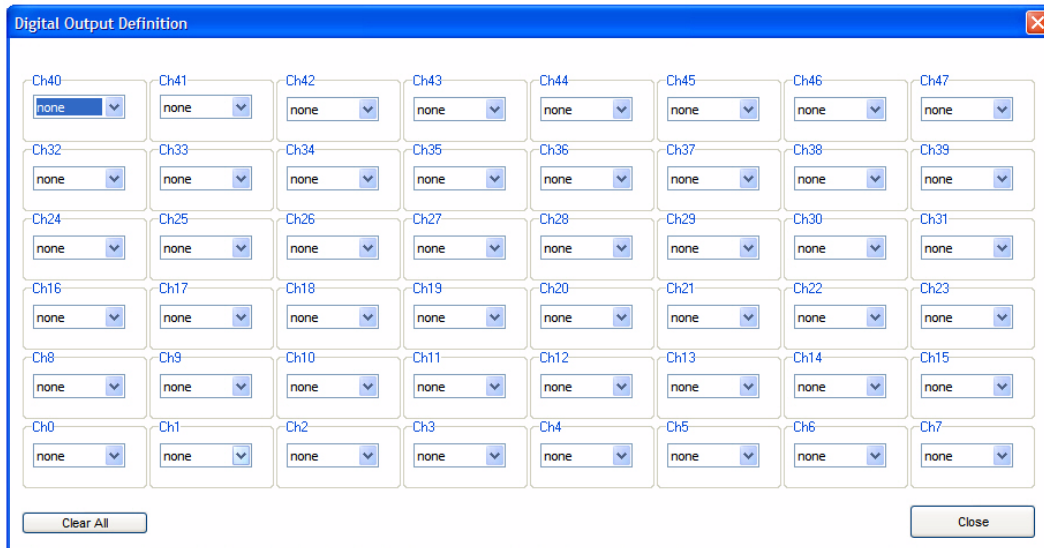 Digital Output Definition
Ch40 Ch41 Ch42 Ch43 Ch44 Ch45 Ch46 Ch47
none none none none none none none none
Ch32 Ch33 Ch34 Ch35 Ch36 Ch37 Ch38 Ch39
none none none none none none none none
Ch24 Ch25 Ch26 Ch27 Ch28 Ch29 Ch30 Ch31
none none none none none none none none
Ch16 Ch17 Ch18 Ch19 Ch20 Ch21 Ch22 Ch23
none none none none none none none none
Ch8 Ch9 Ch10 Ch11 Ch12 Ch13 Ch14 Ch15
none none none none none none none none
Ch0 Ch1 Ch2 Ch3 Ch4 Ch5 Ch6 Ch7
none none none none none none none none
Clear All Close